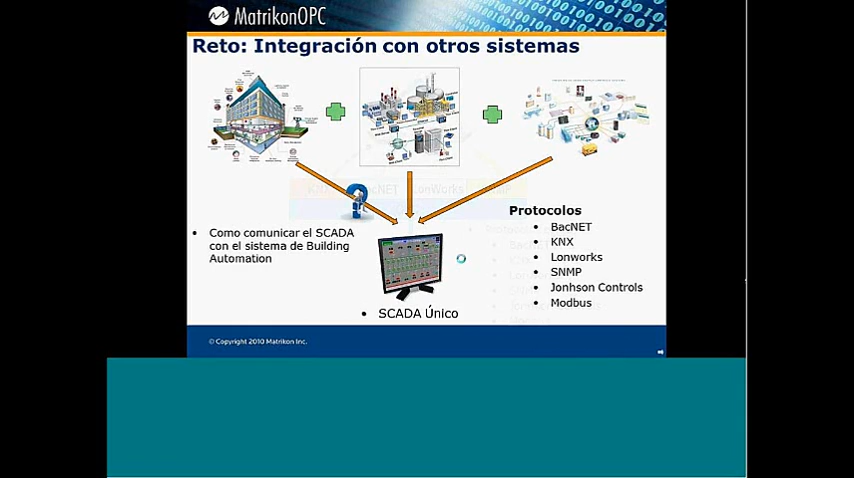 MatrikonOPC
Reto: Integración con otros sistemas
Protocolos
• BacNET
• KNX
• Lonworks
• SNMP
• Jonhson Controls
• Modbus
• Como comunicar el SCADA
con el sistema de Building
Automation
• SCADA Único
© Copyright 2010 Matrikon Inc.